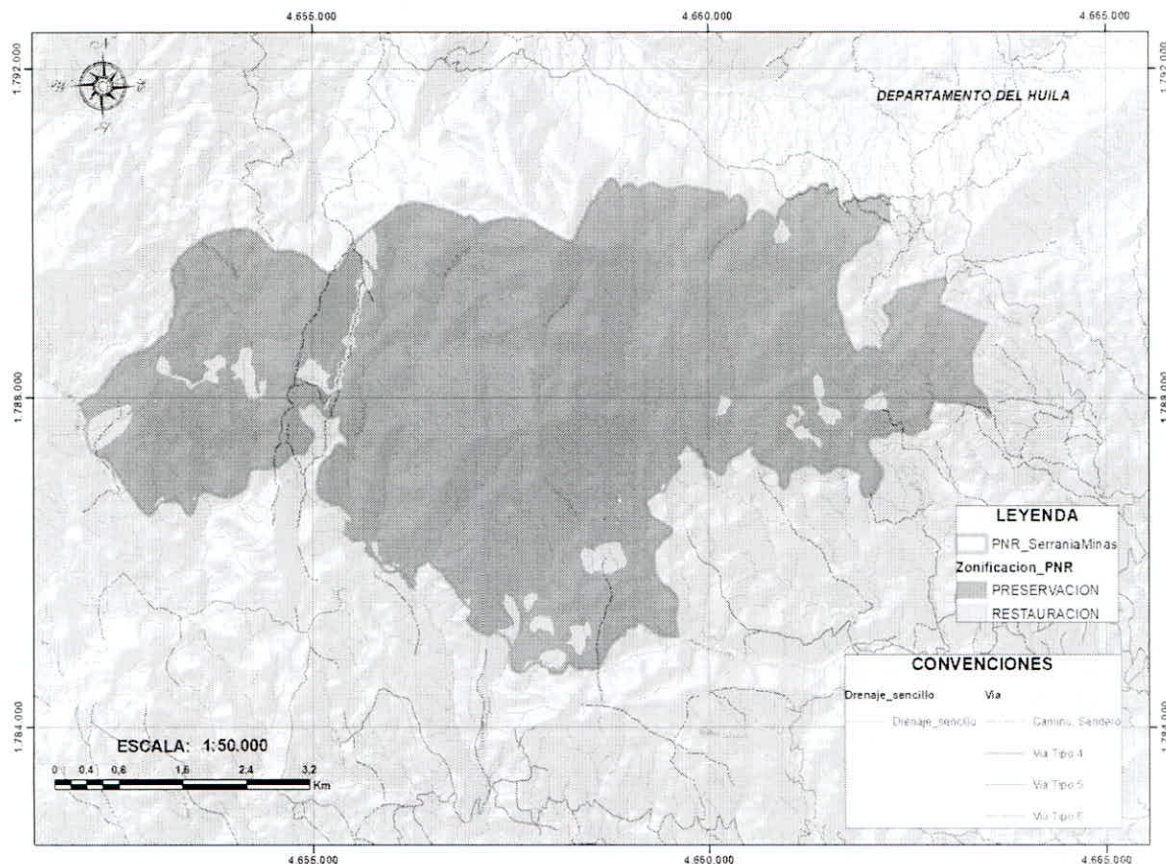 4.655.000 4.660.000 4.665.000
1.792.000 1.792.000
DEPARTAMENTO DEL HUILA
1.788.000 1.788.000
LEYENDA
PNR_SerraniaMinas
Zonificacion_PNR
PRESERVACION
RESTAURACION
CONVENCIONES
Drenaje_sencillo Via
Drenaje_sencillo Camino, Sendero
Via Tipo 4
Via Tipo 5
Via Tipo 6
1.784.000 1.784.000
ESCALA: 1:50.000
0 0,4 0,8 1,6 2,4 3,2
Km
4.655.000 4.660.000 4.665.000